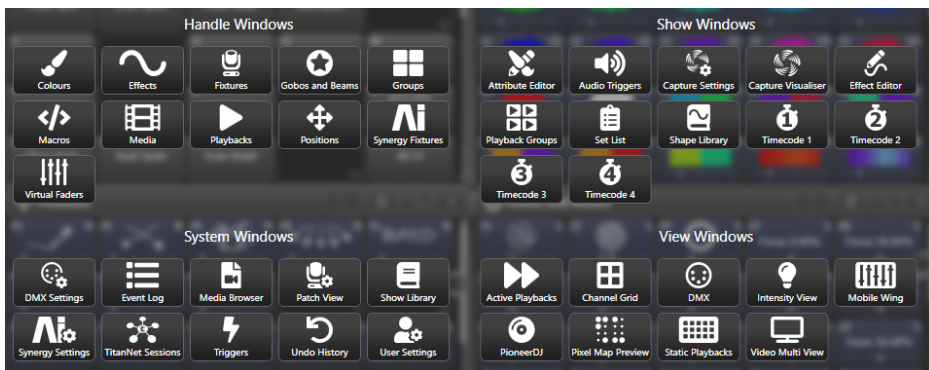 Handle Windows
Colours
Effects
Fixtures
Gobos and Beams
Groups
Macros
Media
Playbacks
Positions
Synergy Fixtures
Virtual Faders
Show Windows
Attribute Editor
Audio Triggers
Capture Settings
Capture Visualiser
Effect Editor
Playback Groups
Set List
Shape Library
1
Timecode 1
2
Timecode 2
3
Timecode 3
4
Timecode 4
System Windows
DMX Settings
Event Log
Media Browser
Patch View
Show Library
Synergy Settings
TitanNet Sessions
Triggers
Undo History
User Settings
View Windows
Active Playbacks
Channel Grid
DMX
Intensity View
Mobile Wing
PioneerDJ
Pixel Map Preview
Static Playbacks
Video Multi View